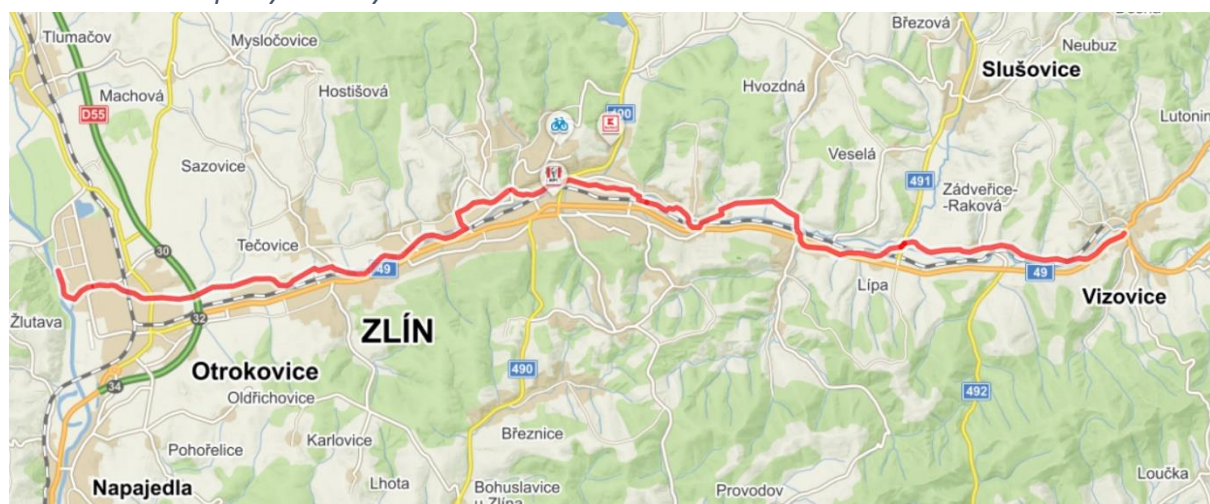 Tlumačov
Mysločovice
Březová
Neubuz
Slušovice
Hvozdná
Hostišová
Machová
D55
490
Lutonin
Sazovice
Veselá
491
Zádveřice-
-Raková
30
Tečovice
49
49
Lípa
Vizovice
Žlutava
32
ZLÍN
Otrokovice
490
492
34
Oldřichovice
Březnice
Karlovice
Pohořelice
Lhota
Bohuslavice
u Zlína
Provodov
Loučka
Napajedla